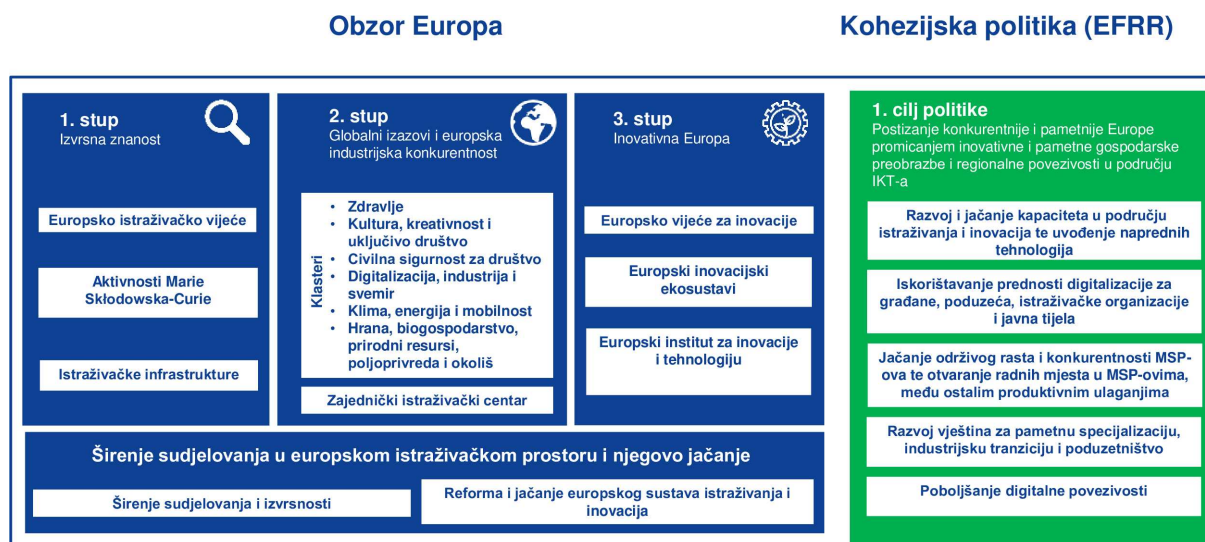 Obzor Europa
Kohezijska politika (EFRR)
1. stup
Izvrsna znanost
Europsko istraživačko vijeće
Aktivnosti Marie
Skłodowska-Curie
Istraživačke infrastrukture
2. stup
Globalni izazovi i europska
industrijska konkurentnost
Klasteri
• Zdravlje
• Kultura, kreativnost i
uključivo društvo
• Civilna sigurnost za društvo
• Digitalizacija, industrija i
svemir
• Klima, energija i mobilnost
• Hrana, biogospodarstvo,
prirodni resursi,
poljoprivreda i okoliš
Zajednički istraživački centar
3. stup
Inovativna Europa
Europsko vijeće za inovacije
Europski inovacijski
ekosustavi
Europski institut za inovacije
i tehnologiju
Širenje sudjelovanja u europskom istraživačkom prostoru i njegovo jačanje
Širenje sudjelovanja i izvrsnosti
Reforma i jačanje europskog sustava istraživanja i
inovacija
1. cilj politike
Postizanje konkurentnije i pametnije Europe
promicanjem inovativne i pametne gospodarske
preobrazbe i regionalne povezivosti u području
IKT-a
Razvoj i jačanje kapaciteta u području
istraživanja i inovacija te uvođenje naprednih
tehnologija
Iskorištavanje prednosti digitalizacije za
građane, poduzeća, istraživačke organizacije
i javna tijela
Jačanje održivog rasta i konkurentnosti MSP-
ova te otvaranje radnih mjesta u MSP-ovima,
među ostalim produktivnim ulaganjima
Razvoj vještina za pametnu specijalizaciju,
industrijsku tranziciju i poduzetništvo
Poboljšanje digitalne povezivosti